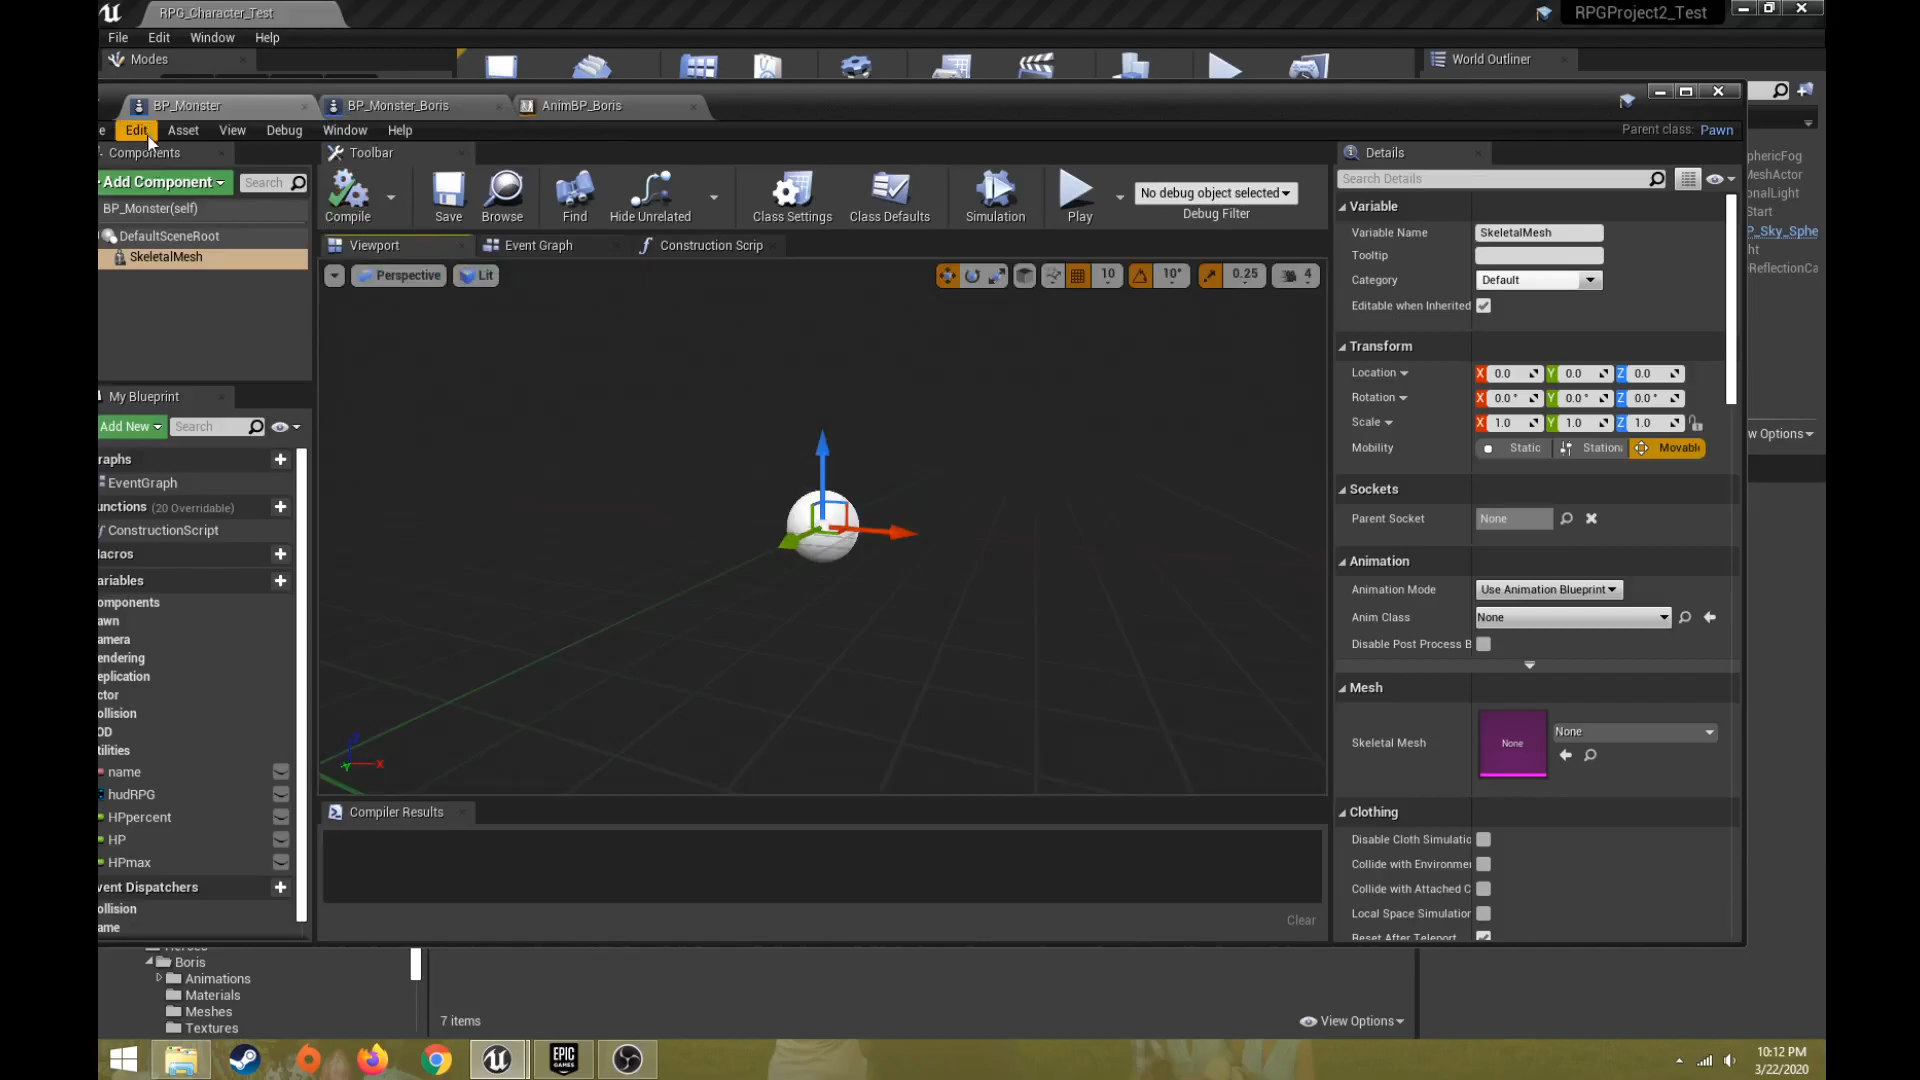 RPG_Character_Test
RPGProject2_Test
File Edit Window Help
Modes
World Outliner
BP_Monster
BP_Monster_Boris
AnimBP_Boris
e Edit Asset View Debug Window Help
Parent class: Pawn
Components
Toolbar
Details
Add Component
Search
Search Details
BP_Monster(self)
DefaultSceneRoot
SkeletalMesh
Compile
Save
Browse
Find
Hide Unrelated
Class Settings
Class Defaults
Simulation
Play
No debug object selected
Debug Filter
Viewport
Event Graph
Construction Scrip
Perspective
Lit
10
10°
0.25
4
Variable
Variable Name SkeletalMesh
Tooltip
Category Default
Editable when Inherited
Transform
Location X 0.0 Y 0.0 Z 0.0
Rotation X 0.0 ° Y 0.0 ° Z 0.0 °
Scale X 1.0 Y 1.0 Z 1.0
Mobility Static Station Movabl
Sockets
Parent Socket None
Animation
Animation Mode Use Animation Blueprint
Anim Class None
Disable Post Process B
Mesh
Skeletal Mesh None None
Clothing
Disable Cloth Simulatio
Collide with Environme
Collide with Attached C
Local Space Simulation
Reset After Teleport
sphericFog
MeshActor
onalLight
Start
P_Sky_Sphe
ht
ReflectionCa
w Options
My Blueprint
Add New
Search
raphs
EventGraph
unctions (20 Overridable)
ConstructionScript
Macros
ariables
omponents
awn
amera
endering
eplication
ctor
ollision
OD
tilities
name
hudRPG
HPpercent
HP
HPmax
vent Dispatchers
ollision
ame
Z
X
Y
Compiler Results
Clear
Heroes
Boris
Animations
Materials
Meshes
Textures
7 items
View Options
EPIC
GAMES
10:12 PM
3/22/2020